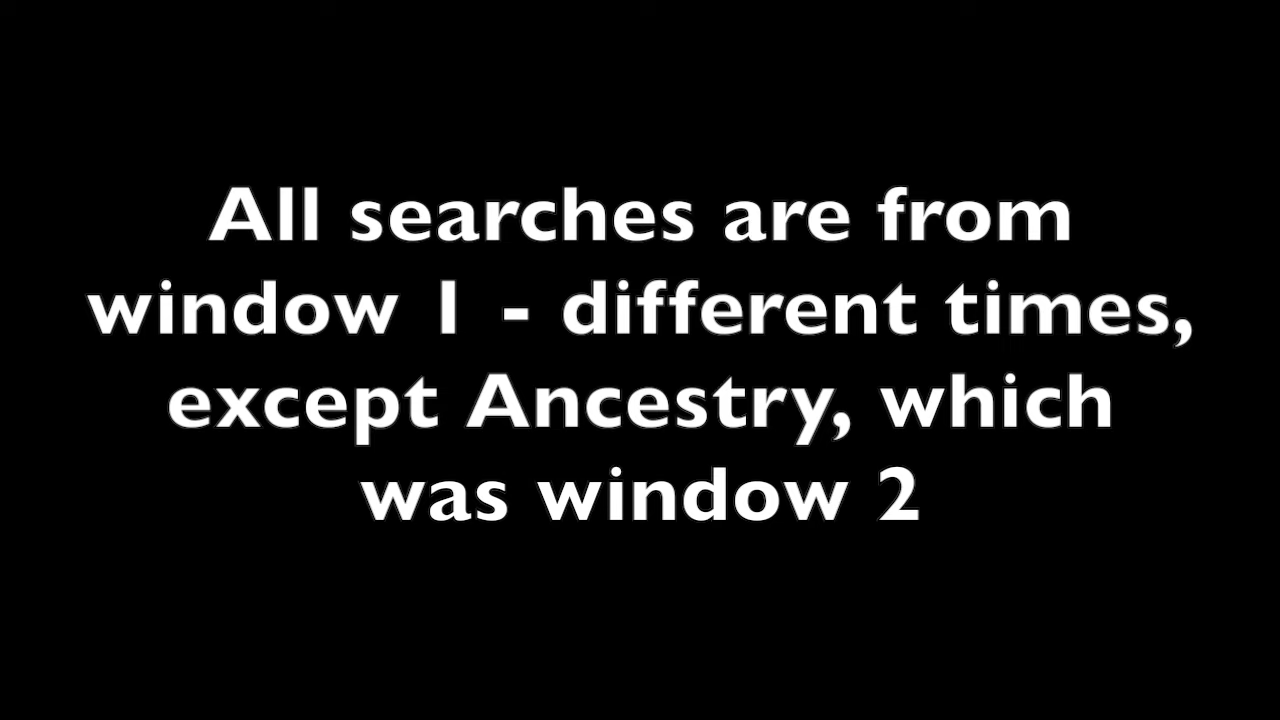 All searches are from
window 1 - different times,
except Ancestry, which
was window 2